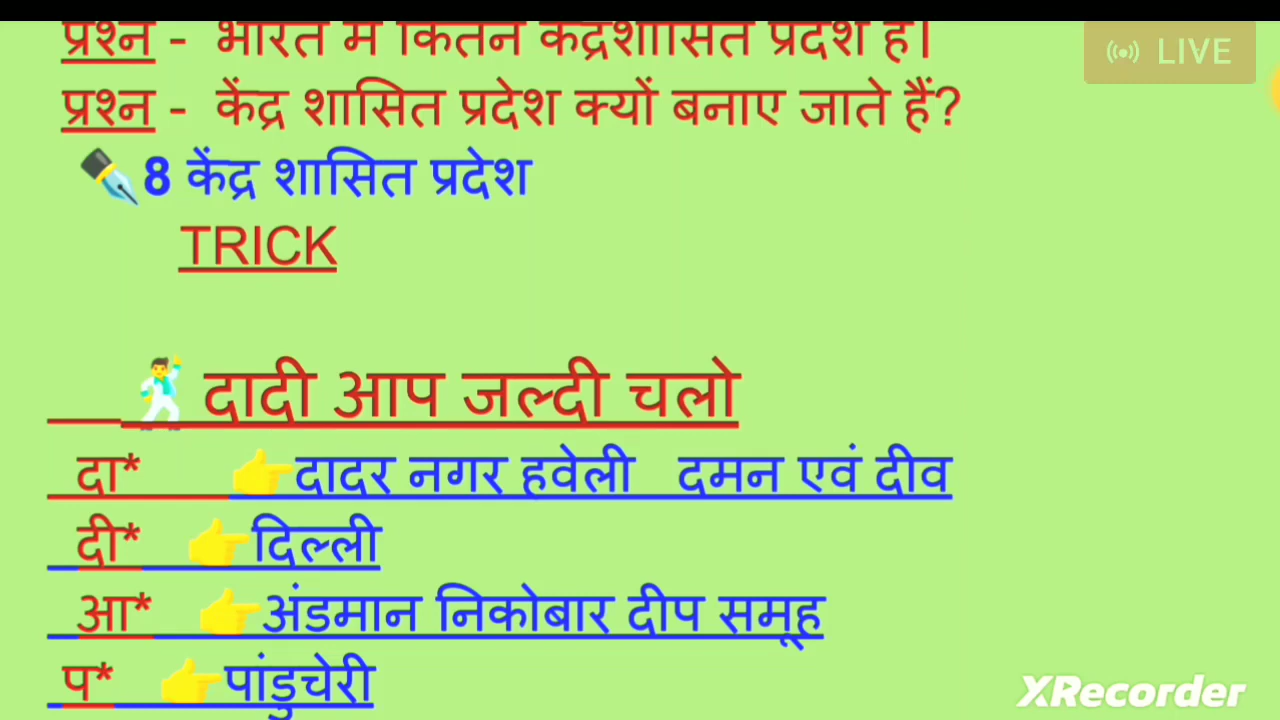 प्रश्न - भारत में कितने केंद्रशासित प्रदेश हैं।
LIVE
प्रश्न - केंद्र शासित प्रदेश क्यों बनाए जाते हैं?
8 केंद्र शासित प्रदेश
TRICK
दादी आप जल्दी चलो
दा* दादर नगर हवेली दमन एवं दीव
दी* दिल्ली
आ* अंडमान निकोबार दीप समूह
प* पांडुचेरी
XRecorder